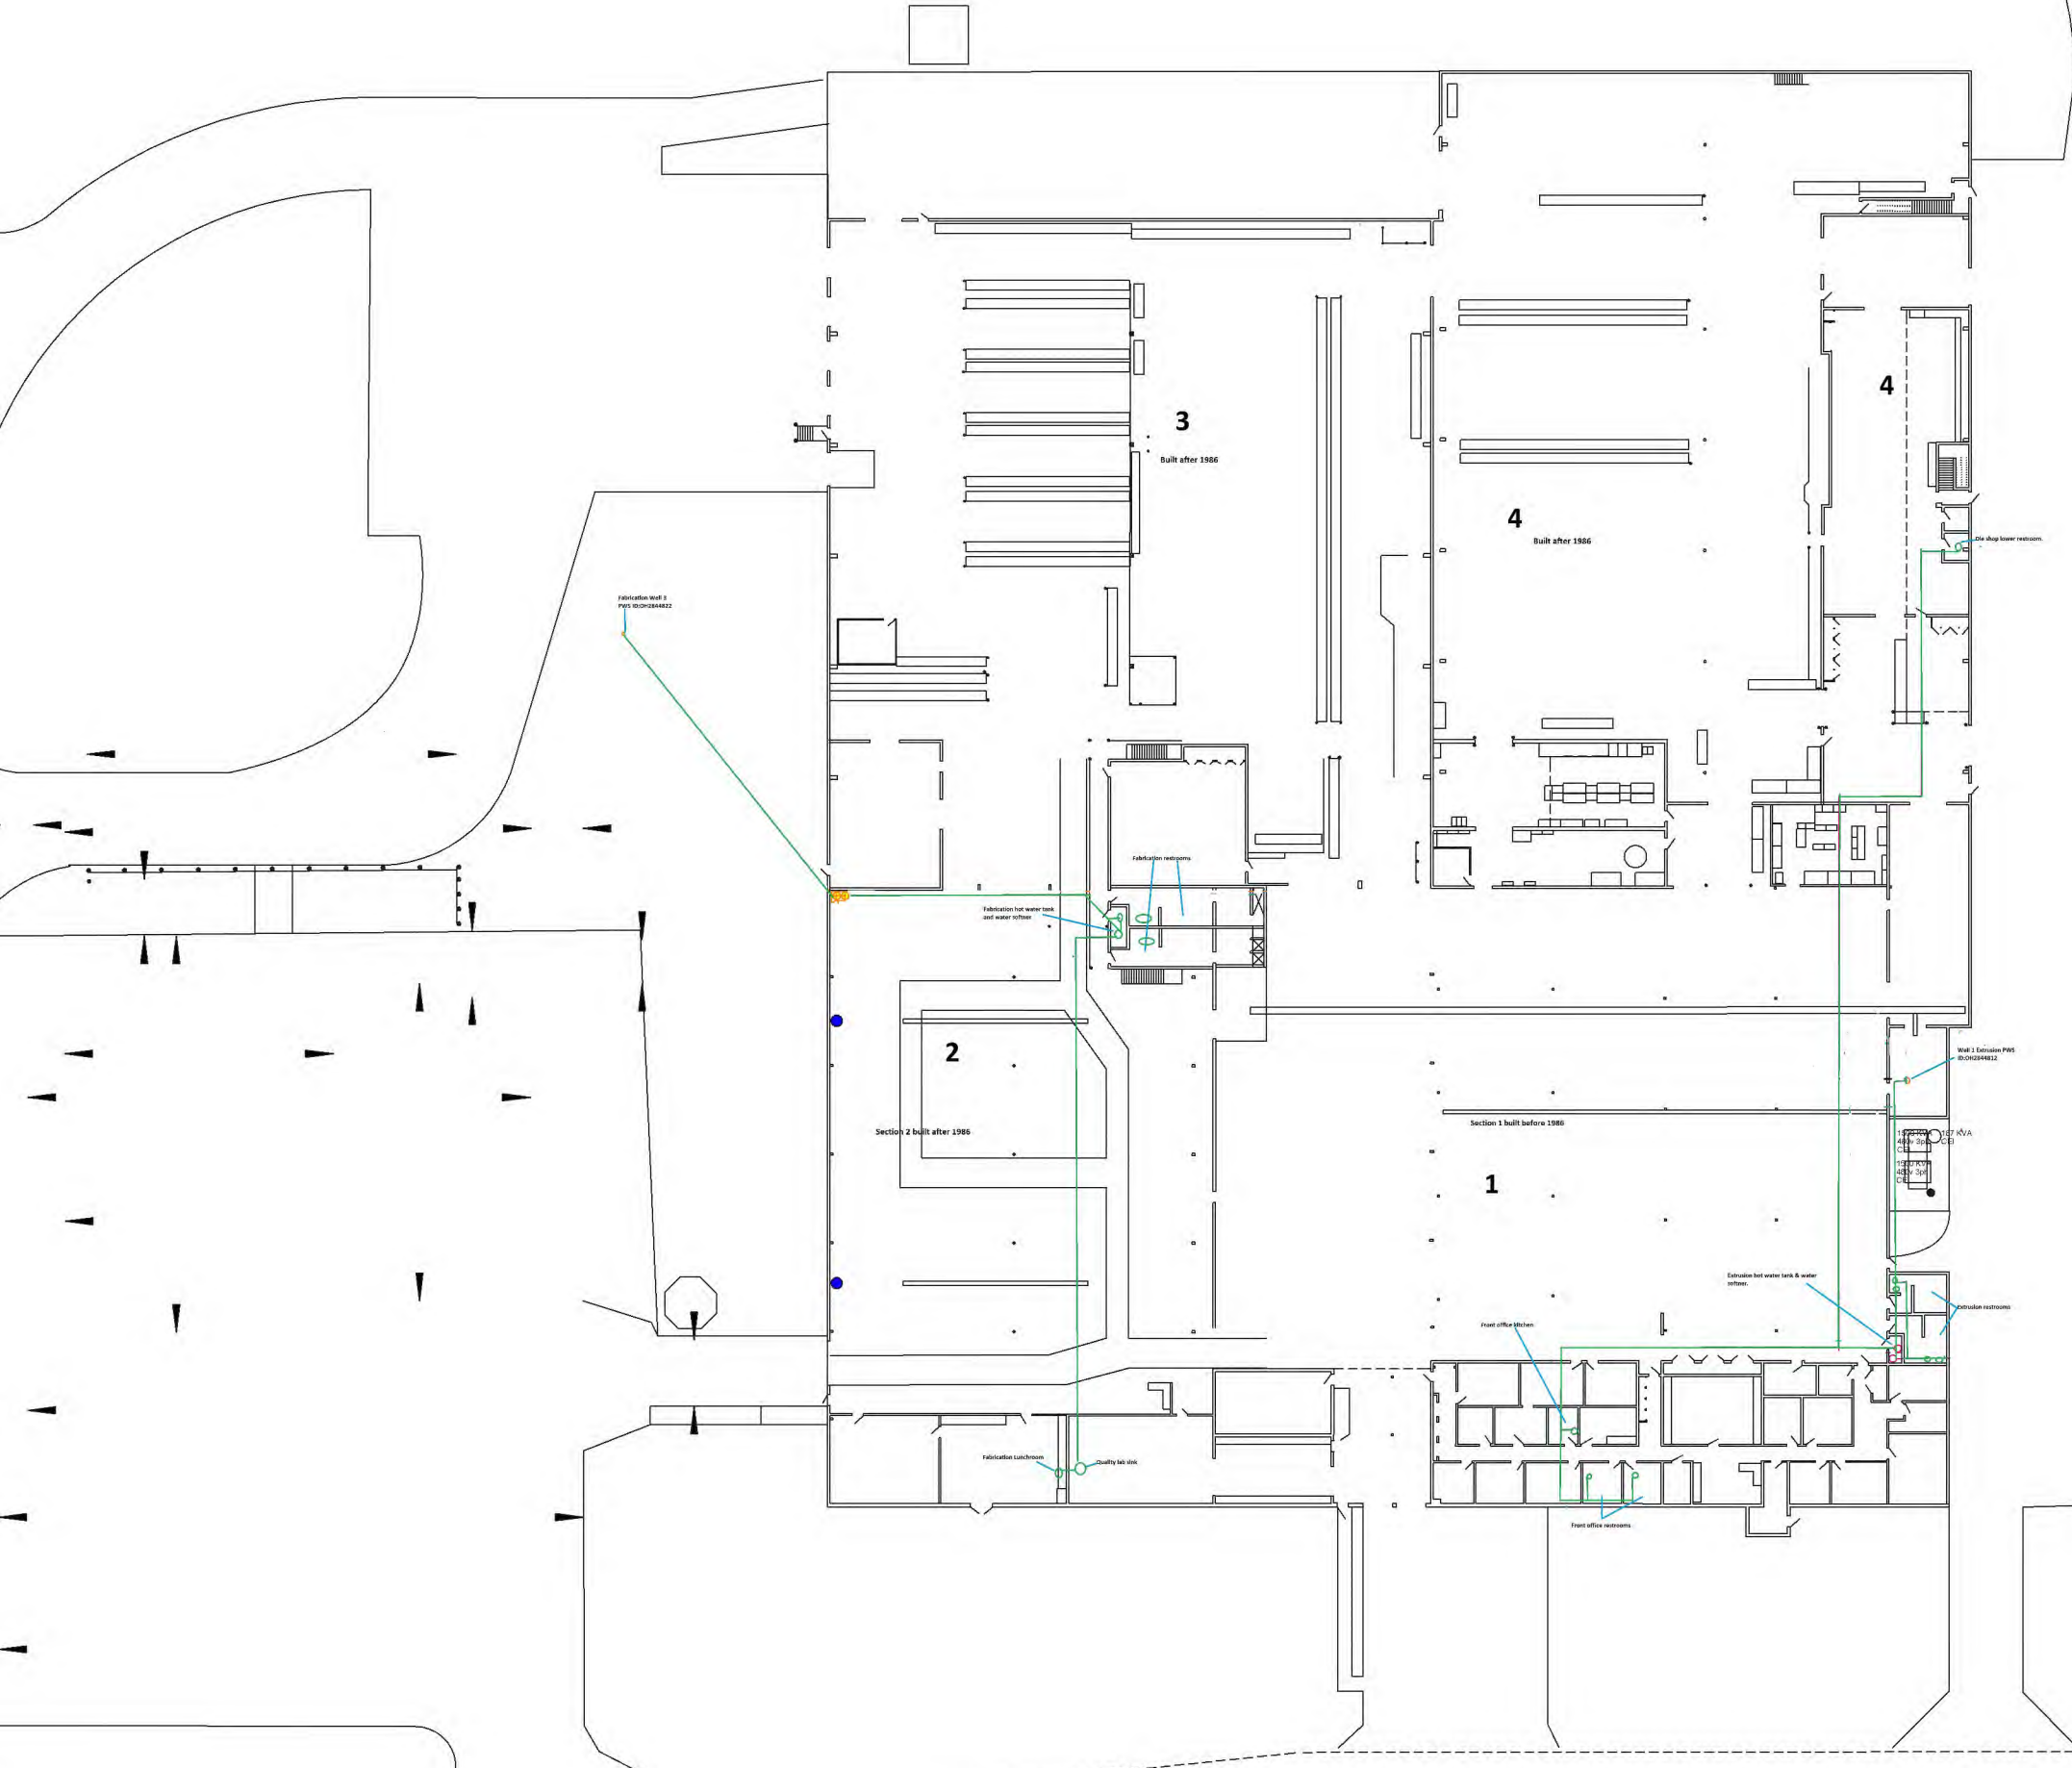 3
Built after 1986
4
4
Built after 1986
Die shop lower restroom.
Fabrication Well 3
PWS ID:OH2844822
Fabrication restrooms
Fabrication hot water tank
and water softner
2
Section 2 built after 1986
Well 1 Extrusion PWS
ID:OH2844812
Section 1 built before 1986
1
167 KVA
Extrusion hot water tank & water
softner.
Extrusion restrooms
Front office kitchen
Fabrication Lunchroom
Quality lab sink
Front office restrooms